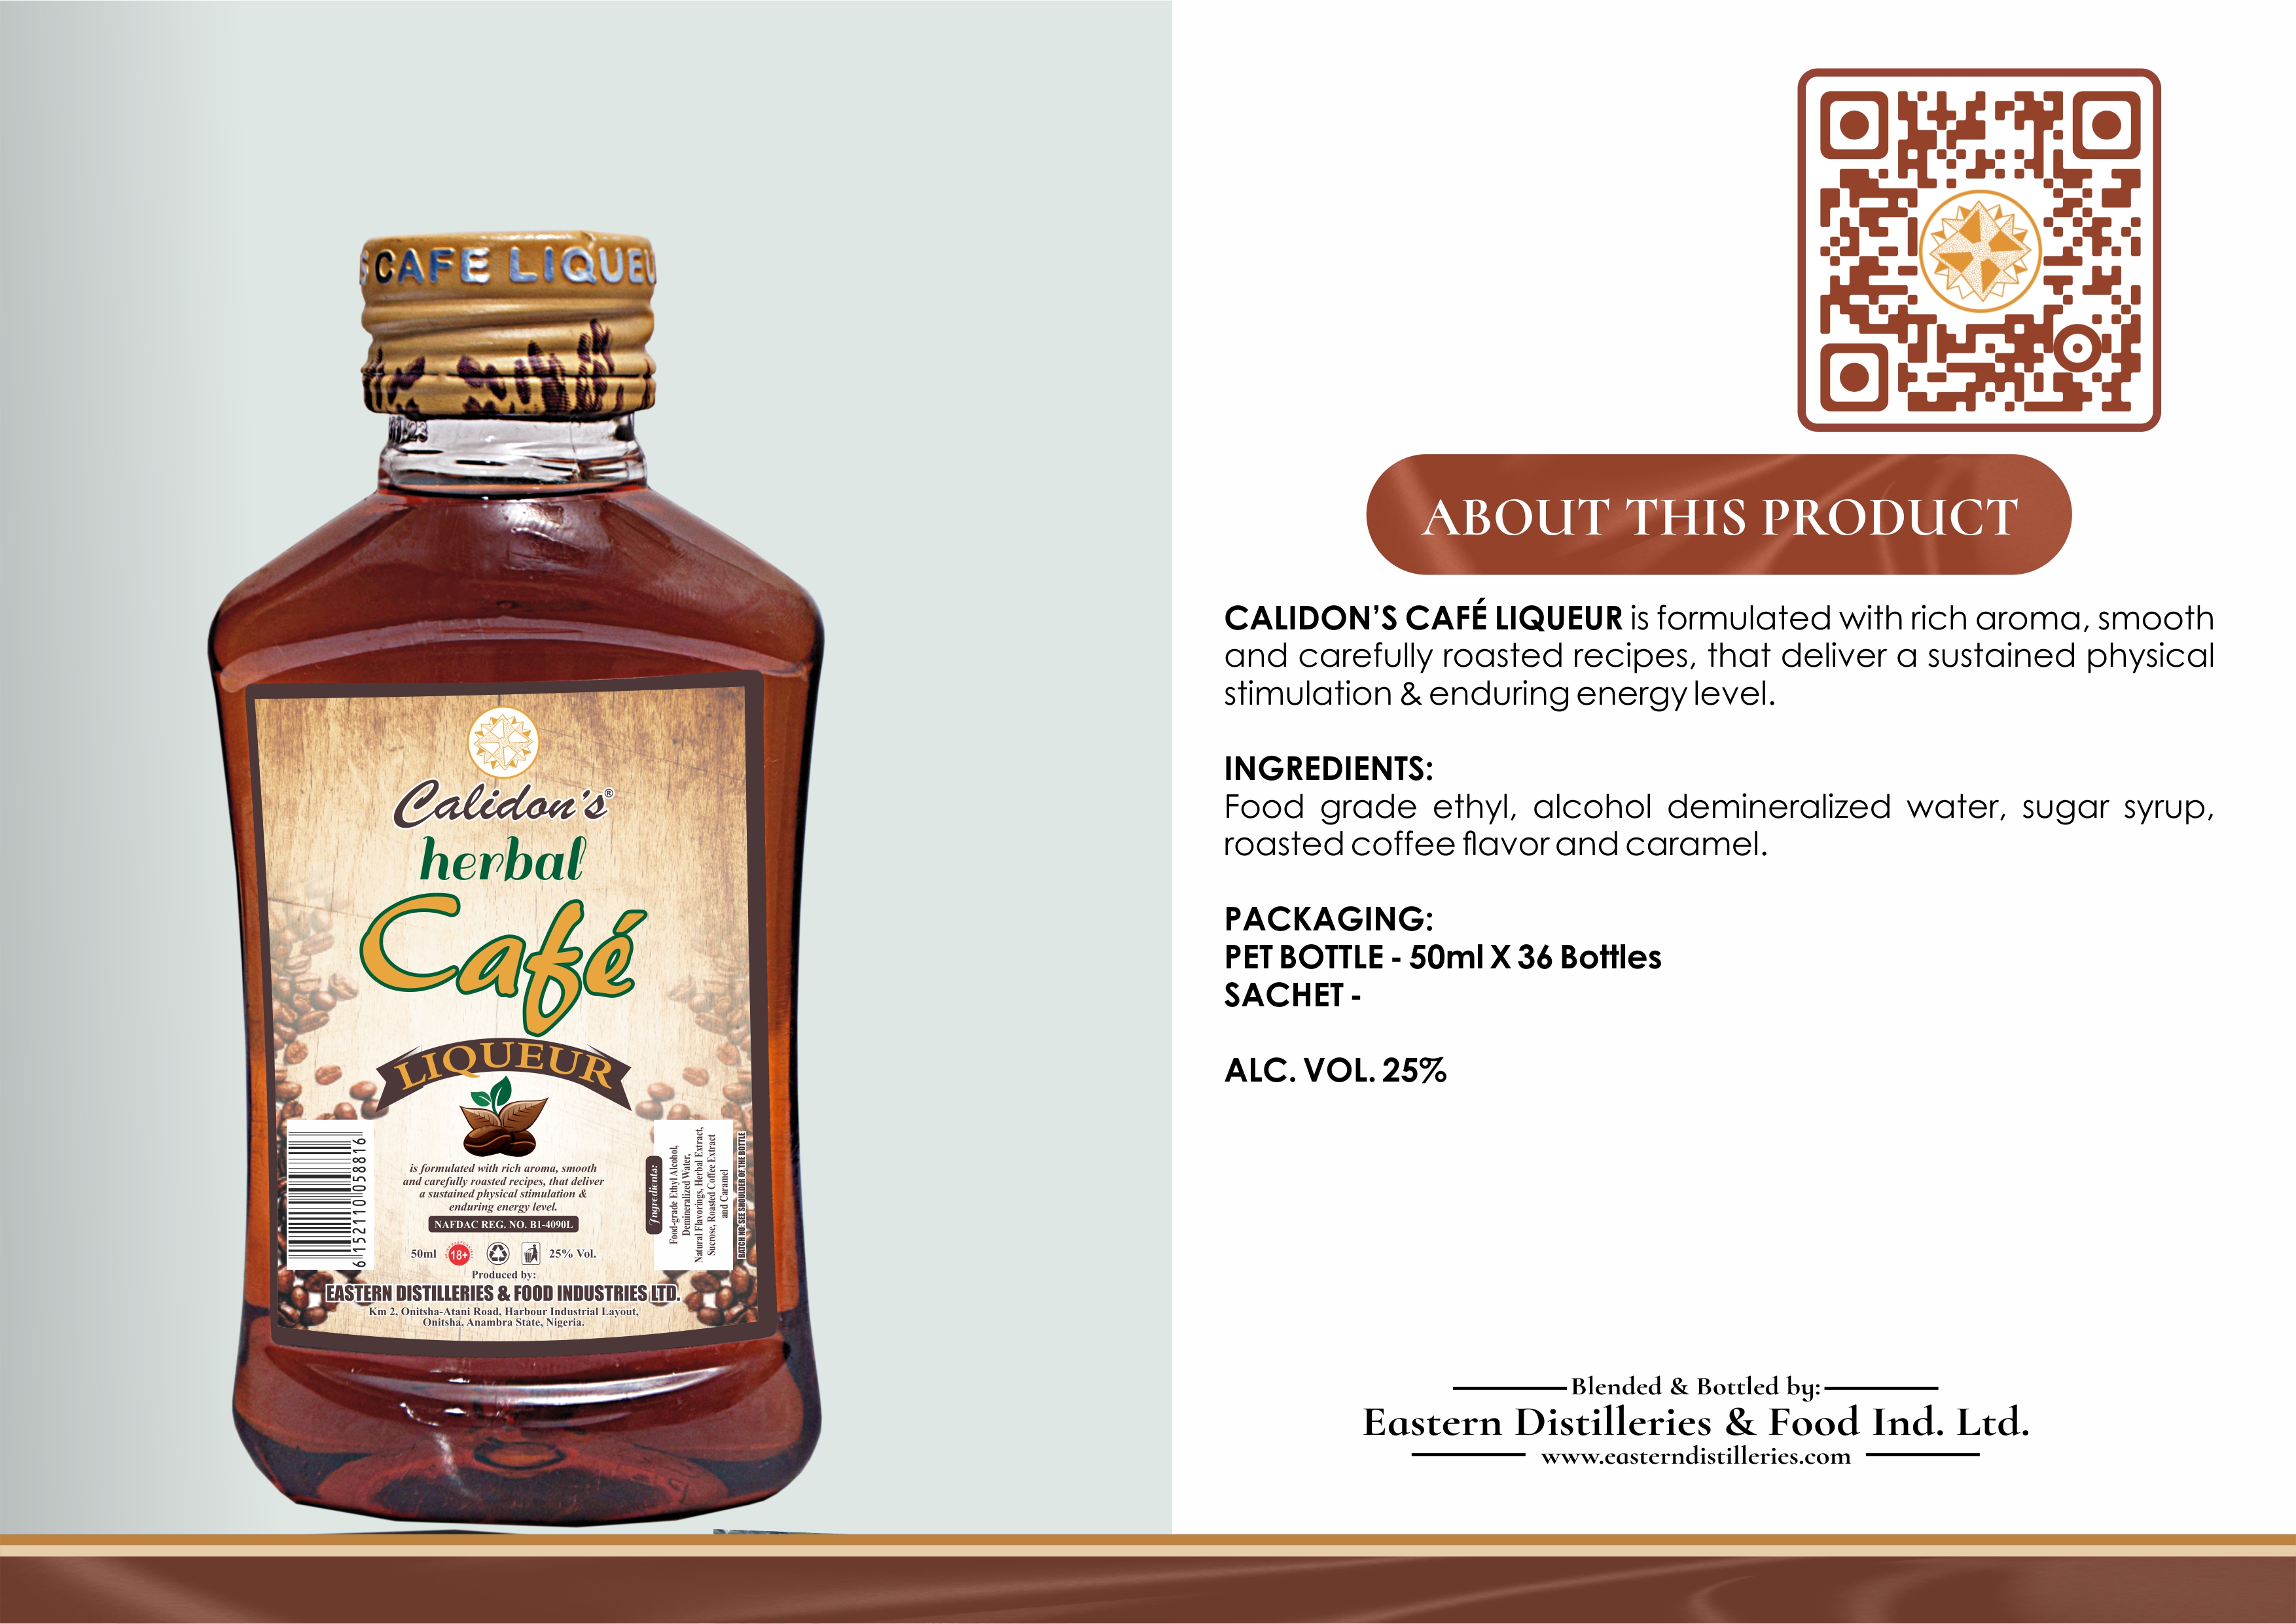 S CAFE LIQUEU
Calidon's®
herbal
Café
LIQUEUR
6152110058816
is formulated with rich aroma, smooth
and carefully roasted recipes, that deliver
a sustained physical stimulation &
enduring energy level.
NAFDAC REG. NO. B1-4090L
50ml 18+ 25% Vol.
Produced by:
EASTERN DISTILLERIES & FOOD INDUSTRIES LTD.
Km 2, Onitsha-Atani Road, Harbour Industrial Layout,
Onitsha, Anambra State, Nigeria.
Ingredients:
Food-grade Ethyl Alcohol,
Demineralized Water,
Natural Flavorings, Herbal Extract,
Sucrose, Roasted Coffee Extract
and Caramel
BATCH NO: SEE SHOULDER OF THE BOTTLE
ABOUT THIS PRODUCT
CALIDON'S CAFÉ LIQUEUR is formulated with rich aroma, smooth
and carefully roasted recipes, that deliver a sustained physical
stimulation & enduring energy level.
INGREDIENTS:
Food grade ethyl, alcohol demineralized water, sugar syrup,
roasted coffee flavor and caramel.
PACKAGING:
PET BOTTLE - 50ml X 36 Bottles
SACHET -
ALC. VOL. 25%
Blended & Bottled by:
Eastern Distilleries & Food Ind. Ltd.
www.easterndistilleries.com